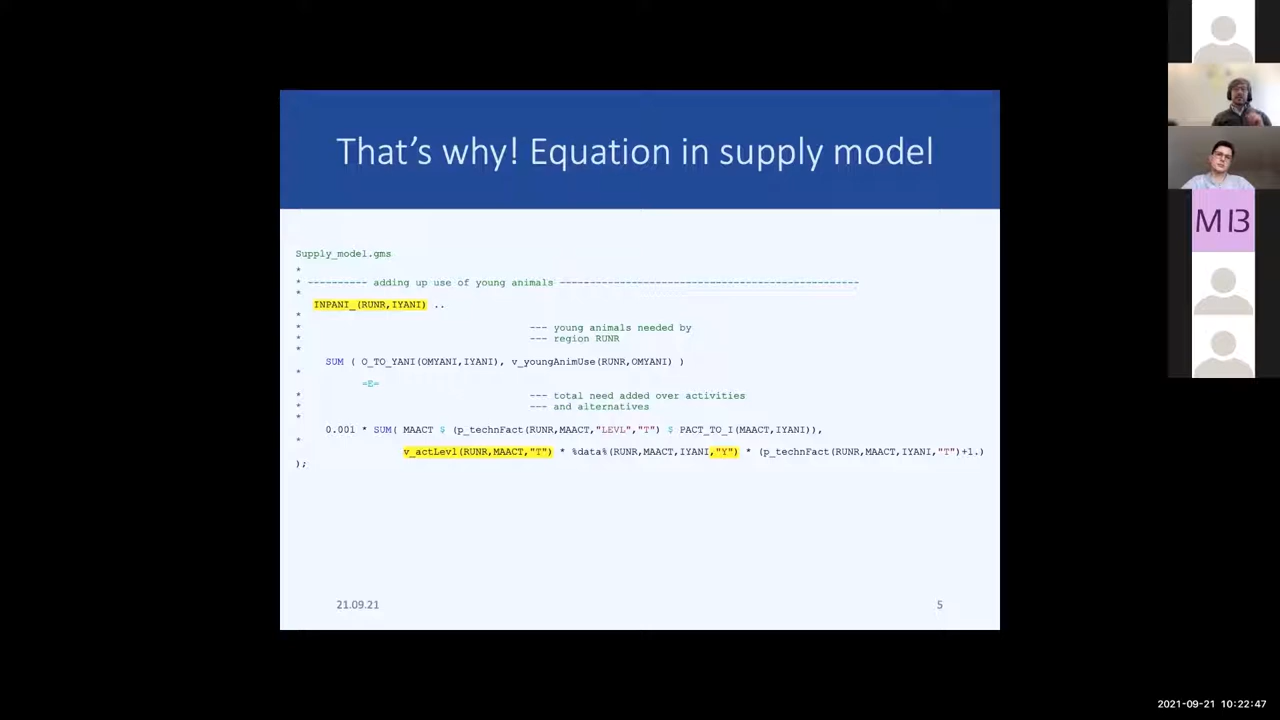 That's why! Equation in supply model
Supply_model.gms
*
* ---------- adding up use of young animals --------------------------------------------------
*
INPANI_(RUNR,IYANI) ..
*
* --- young animals needed by
* --- region RUNR
*
SUM ( O_TO_YANI(OMYANI,IYANI), v_youngAnimUse(RUNR,OMYANI) )
*
=E=
* --- total need added over activities
* --- and alternatives
*
0.001 * SUM( MAACT $ (p_technFact(RUNR,MAACT,"LEVL","T") $ PACT_TO_I(MAACT,IYANI)),
*
v_actLevl(RUNR,MAACT,"T") * %data%(RUNR,MAACT,IYANI,"Y") * (p_technFact(RUNR,MAACT,IYANI,"T")+1.)
);
21.09.21
5
M13
2021-09-21 10:22:47